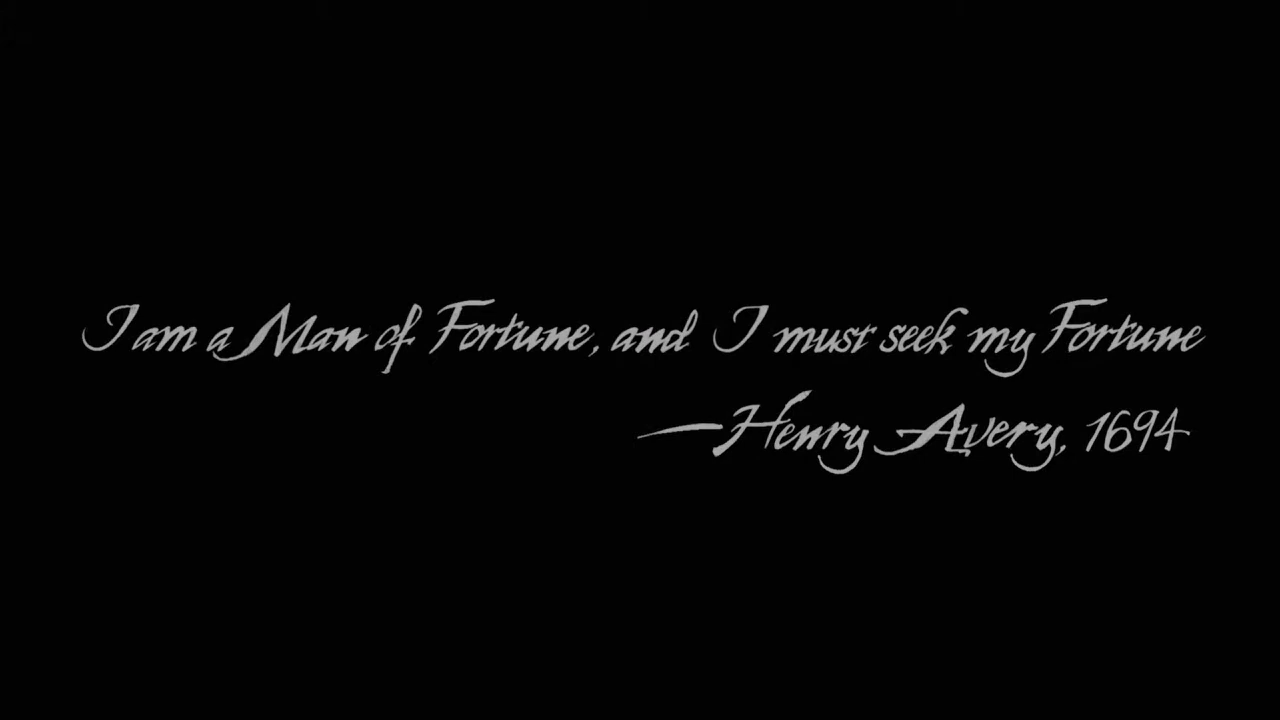 I am a Man of Fortune, and I must seek my Fortune
—Henry Avery, 1694